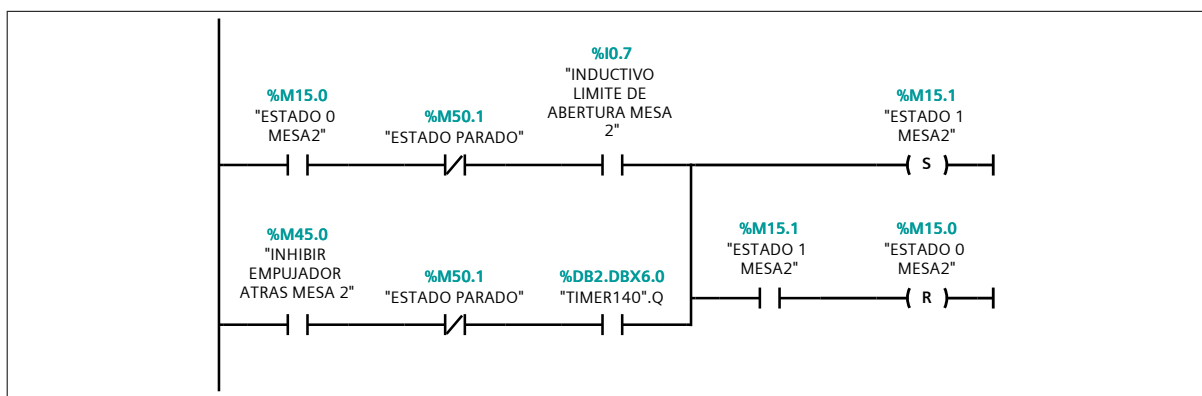 %I0.7
"INDUCTIVO
LIMITE DE
ABERTURA MESA
2"
%M15.0
"ESTADO 0
MESA2"
%M50.1
"ESTADO PARADO"
%M15.1
"ESTADO 1
MESA2"
S
%M45.0
"INHIBIR
EMPUJADOR
ATRAS MESA 2"
%M50.1
"ESTADO PARADO"
%DB2.DBX6.0
"TIMER140".Q
%M15.1
"ESTADO 1
MESA2"
%M15.0
"ESTADO 0
MESA2"
R